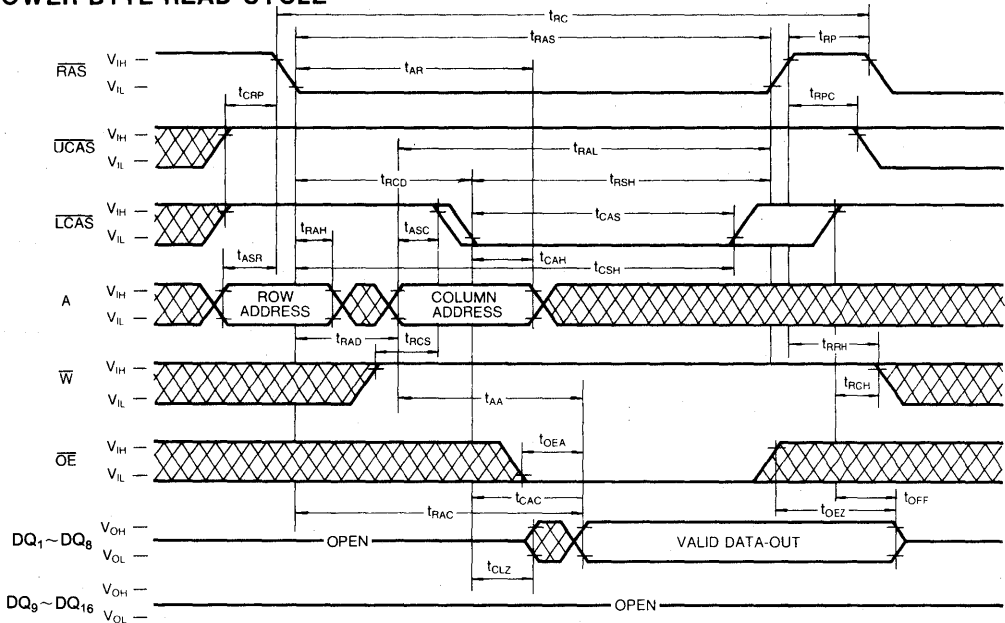 LOWER BYTE READ CYCLE
tRC
tRAS
tRP
tAR
RAS
VIH
VIL
tCRP
tRPC
UCAS
VIH
VIL
tRAL
tRCD
tRSH
LCAS
VIH
VIL
tCAS
tRAH
tASC
tCAH
tASR
tCSH
A
VIH
VIL
ROW
ADDRESS
COLUMN
ADDRESS
tRAD
tRCS
tRRH
W
VIH
VIL
tRCH
tAA
OE
VIH
VIL
tOEA
tCAC
tRAC
tOEZ
tOFF
DQ1~DQ8
VOH
VOL
OPEN
VALID DATA-OUT
tCLZ
DQ9~DQ16
VOH
VOL
OPEN